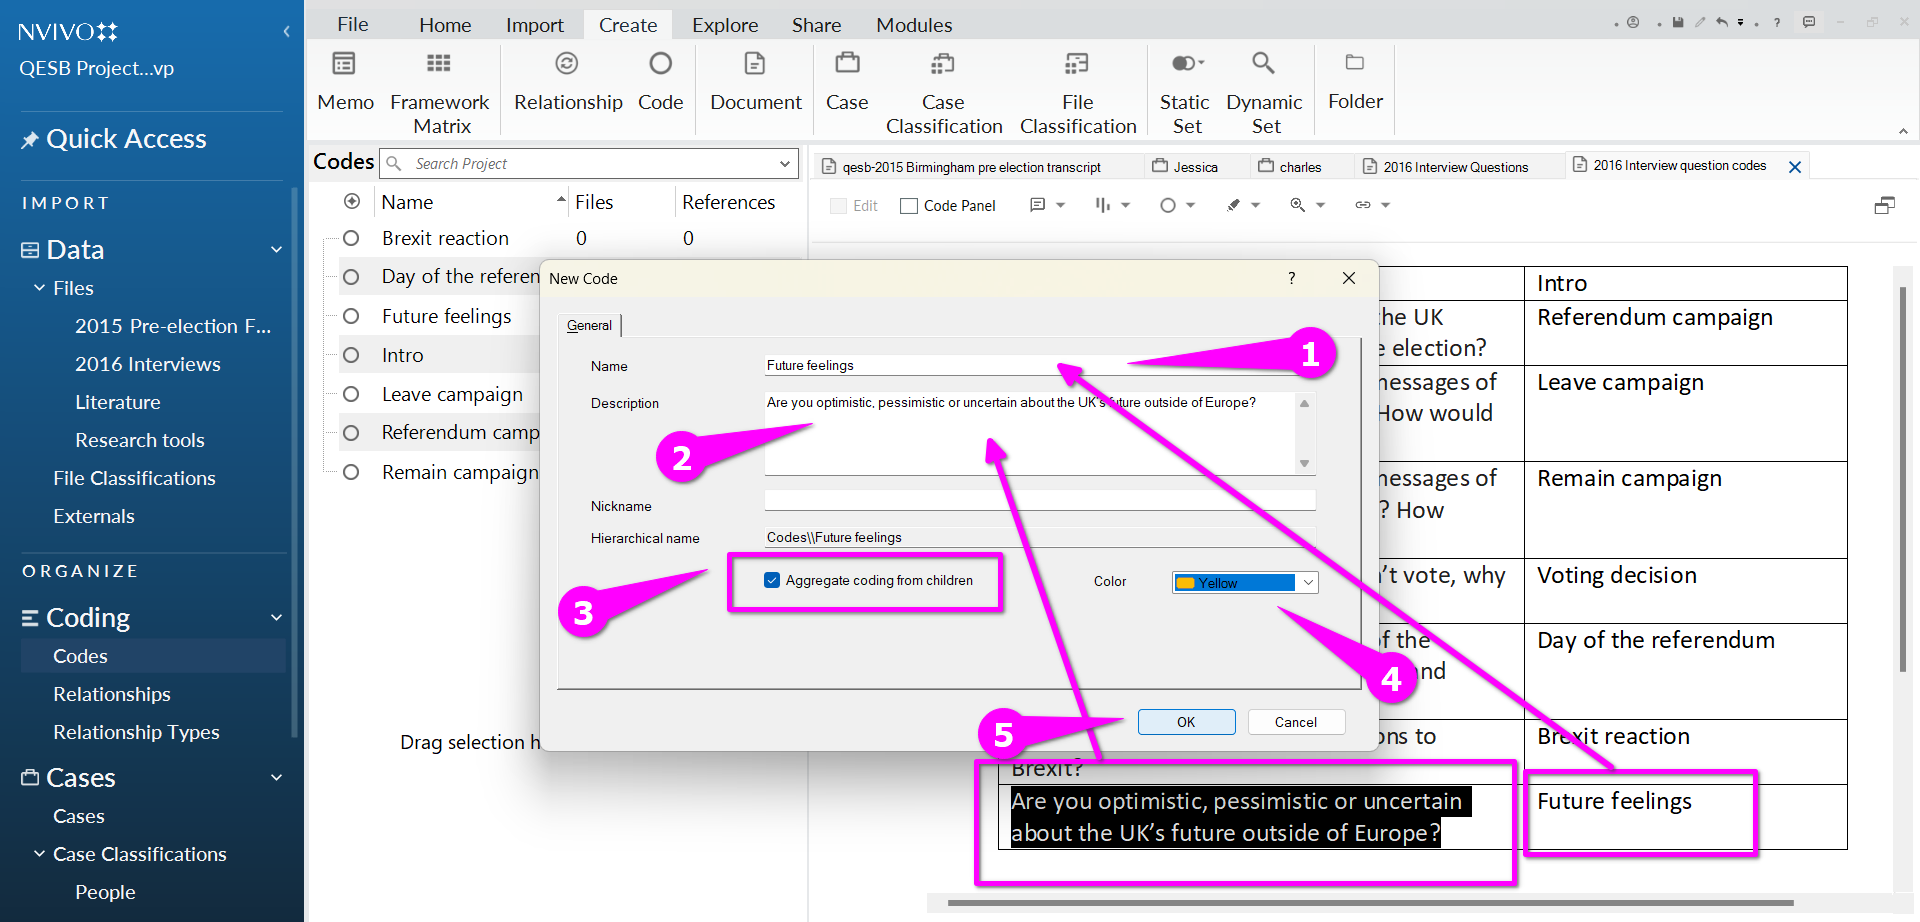 NVIVO
QESB Project...vp
Quick Access
IMPORT
Data
Files
2015 Pre-election F...
2016 Interviews
Literature
Research tools
File Classifications
Externals
ORGANIZE
Coding
Codes
Relationships
Relationship Types
Cases
Cases
Case Classifications
People
File Home Import Create Explore Share Modules
Memo
Framework
Matrix
Relationship
Code
Document
Case
Case
Classification
File
Classification
Static
Set
Dynamic
Set
Folder
Codes
Search Project
Name Files References
Brexit reaction 0 0
Day of the referen
Future feelings
Intro
Leave campaign
Referendum camp
Remain campaign
Drag selection h
qesb-2015 Birmingham pre election transcript
Jessica
charles
2016 Interview Questions
2016 Interview question codes
Edit
Code Panel
New Code
?
General
Name
Future feelings
1
Description
Are you optimistic, pessimistic or uncertain about the UK's future outside of Europe?
2
Nickname
Hierarchical name
Codes\\Future feelings
3
Aggregate coding from children
Color
Yellow
4
5
OK
Cancel
Intro
the UK
election?
Referendum campaign
messages of
How would
Leave campaign
messages of
? How
Remain campaign
n't vote, why
Voting decision
of the
and
Day of the referendum
ons to
Brexit?
Brexit reaction
Are you optimistic, pessimistic or uncertain
about the UK's future outside of Europe?
Future feelings